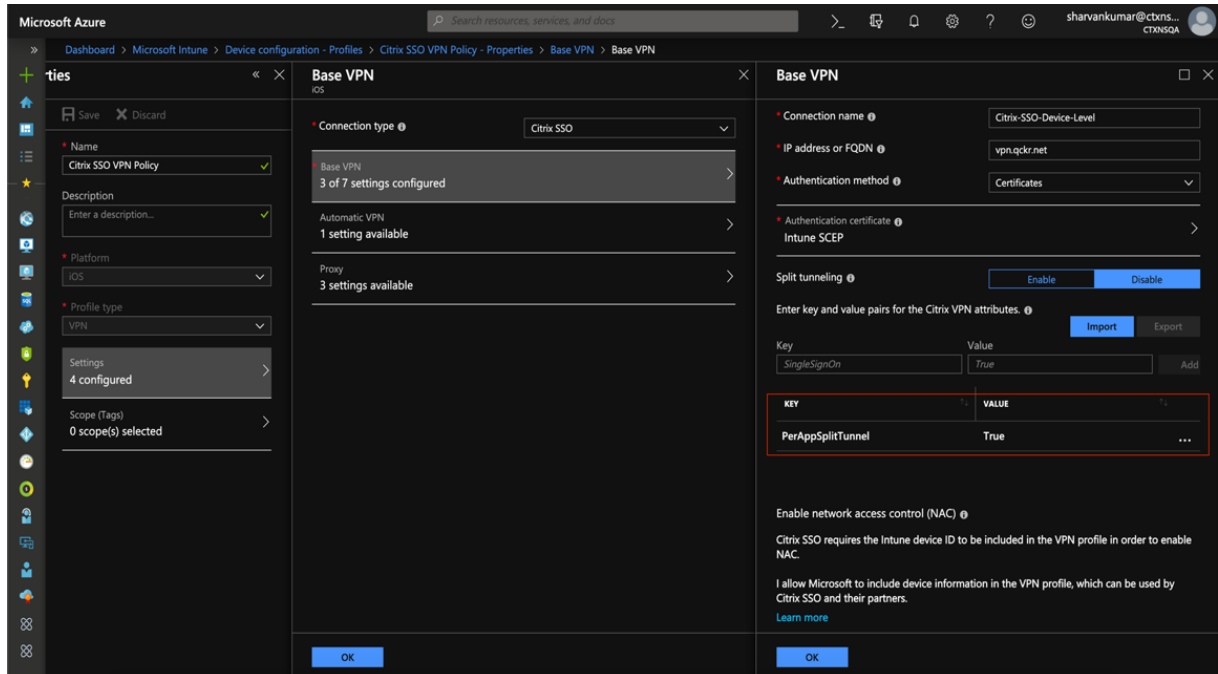 Microsoft Azure
Search resources, services, and docs
sharvankumar@ctxns...
CTXNSQA
Dashboard > Microsoft Intune > Device configuration - Profiles > Citrix SSO VPN Policy - Properties > Base VPN > Base VPN
rties
Save
Discard
* Name
Citrix SSO VPN Policy
Description
Enter a description...
* Platform
iOS
* Profile type
VPN
Settings
4 configured
Scope (Tags)
0 scope(s) selected
Base VPN
iOS
* Connection type
Citrix SSO
* Base VPN
3 of 7 settings configured
Automatic VPN
1 setting available
Proxy
3 settings available
OK
Base VPN
* Connection name
Citrix-SSO-Device-Level
* IP address or FQDN
vpn.qckr.net
* Authentication method
Certificates
* Authentication certificate
Intune SCEP
Split tunneling
Enable
Disable
Enter key and value pairs for the Citrix VPN attributes.
Import
Export
Key
Value
SingleSignOn
True
Add
KEY
VALUE
PerAppSplitTunnel
True
...
Enable network access control (NAC)
Citrix SSO requires the Intune device ID to be included in the VPN profile in order to enable
NAC.
I allow Microsoft to include device information in the VPN profile, which can be used by
Citrix SSO and their partners.
Learn more
OK